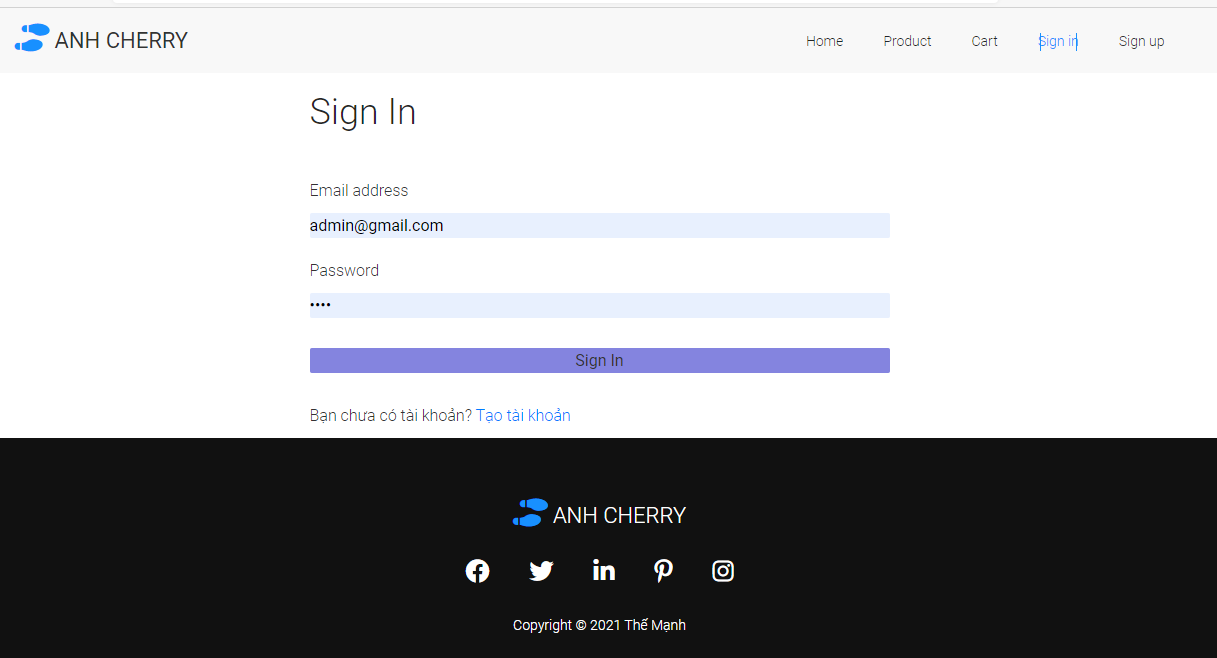 ANH CHERRY
Home Product Cart Sign in Sign up
Sign In
Email address
admin@gmail.com
Password
••••
Sign In
Bạn chưa có tài khoản? Tạo tài khoản
ANH CHERRY
Copyright © 2021 Thế Mạnh